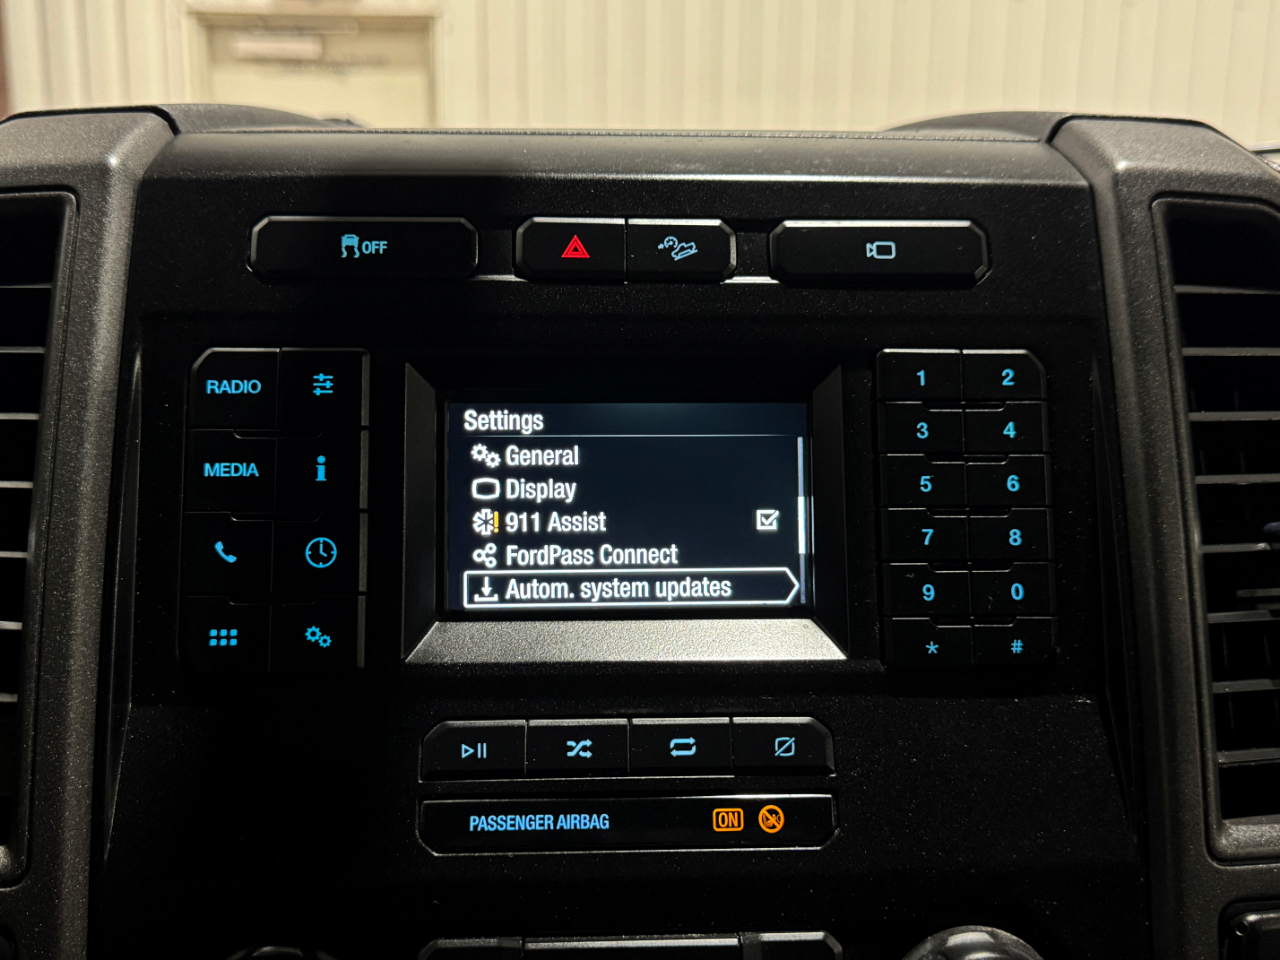 OFF
RADIO
MEDIA
Settings
General
Display
911 Assist
FordPass Connect
Autom. system updates
1 2
3 4
5 6
7 8
9 0
* #
PASSENGER AIRBAG ON